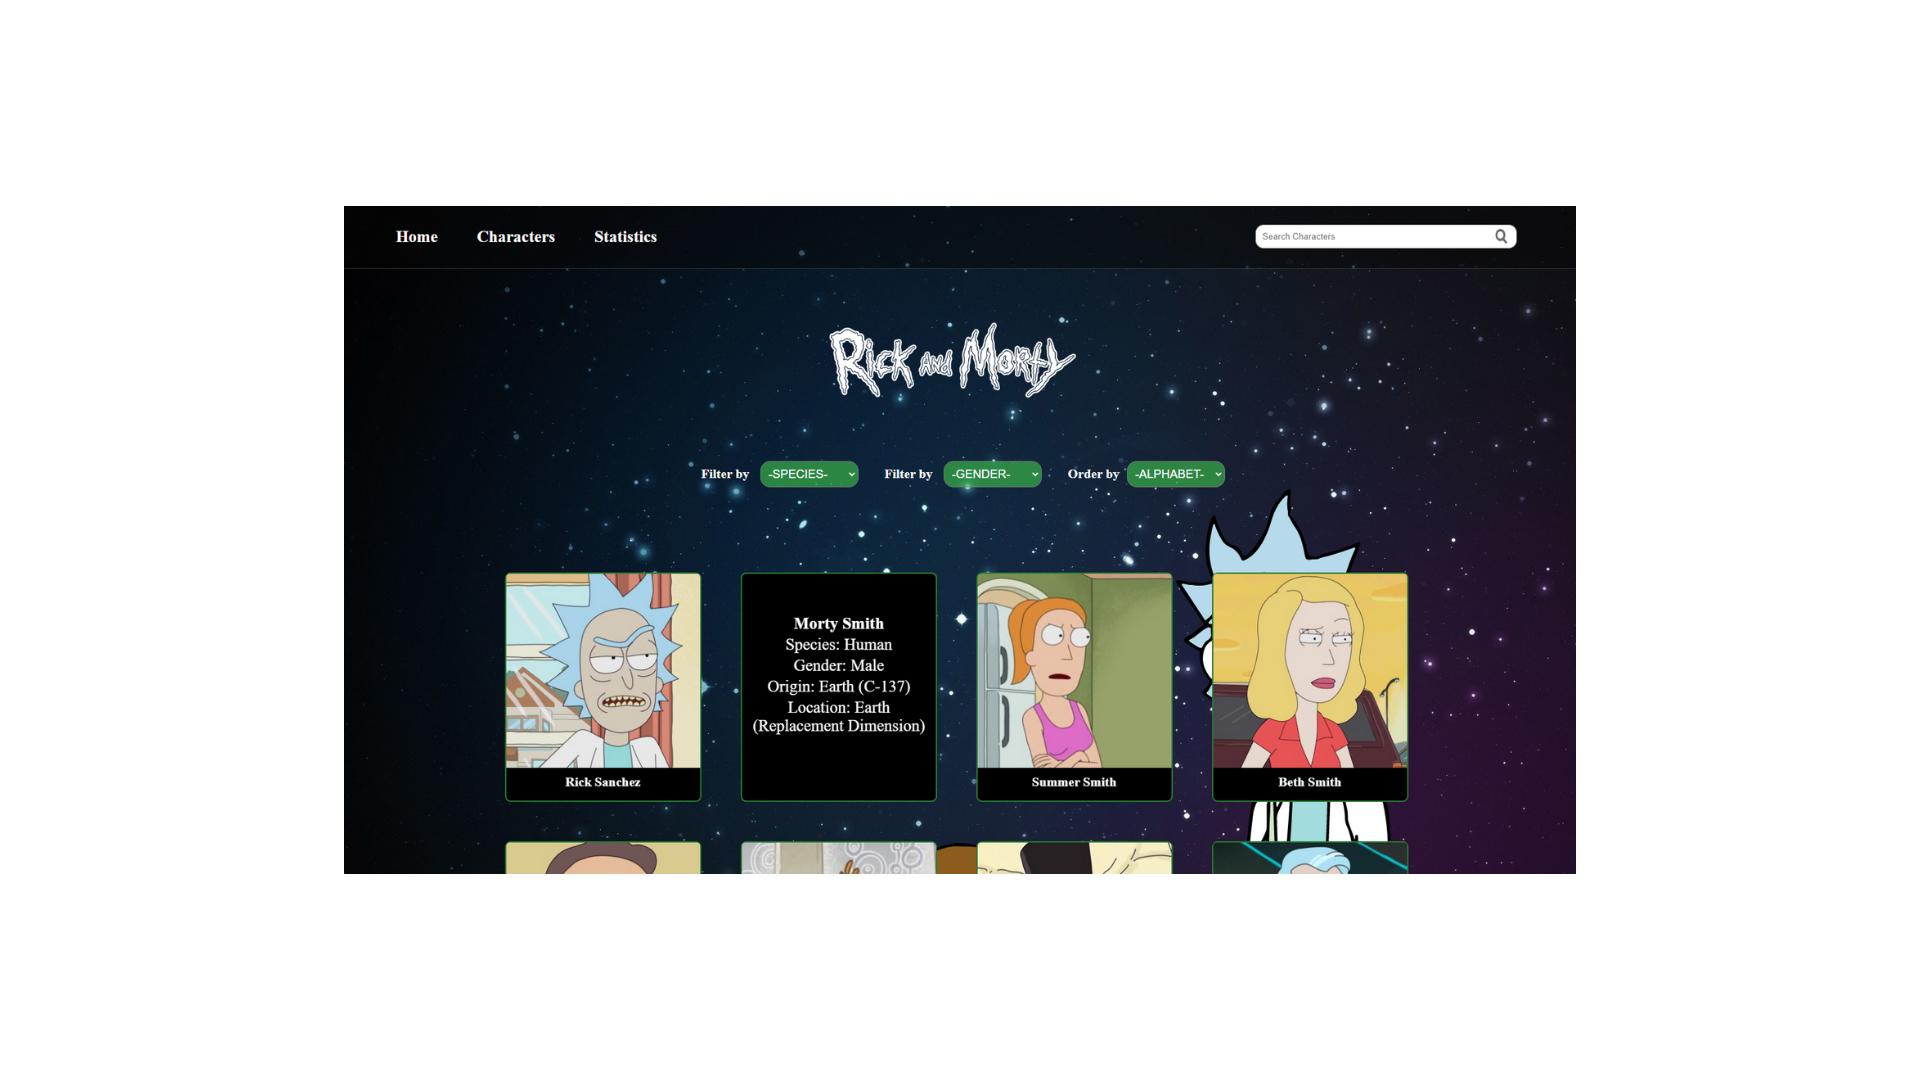 Home
Characters
Statistics
Search Characters
Rick and Morty
Filter by -SPECIES-
Filter by -GENDER-
Order by -ALPHABET-
Morty Smith
Species: Human
Gender: Male
Origin: Earth (C-137)
Location: Earth
(Replacement Dimension)
Rick Sanchez
Summer Smith
Beth Smith